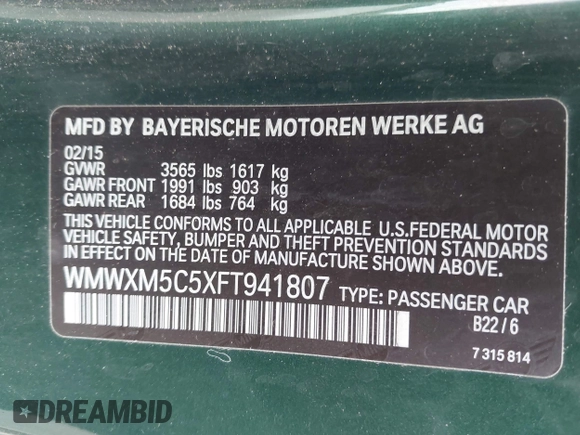 MFD BY BAYERISCHE MOTOREN WERKE AG
02/15
GVWR 3565 lbs 1617 kg
GAWR FRONT 1991 lbs 903 kg
GAWR REAR 1684 lbs 764 kg
THIS VEHICLE CONFORMS TO ALL APPLICABLE U.S.FEDERAL MOTOR
VEHICLE SAFETY, BUMPER AND THEFT PREVENTION STANDARDS
IN EFFECT ON THE DATE OF MANUFACTURE SHOWN ABOVE.
WMWXM5C5XFT941807 TYPE: PASSENGER CAR
B22 / 6
7 315 814
DREAMBID